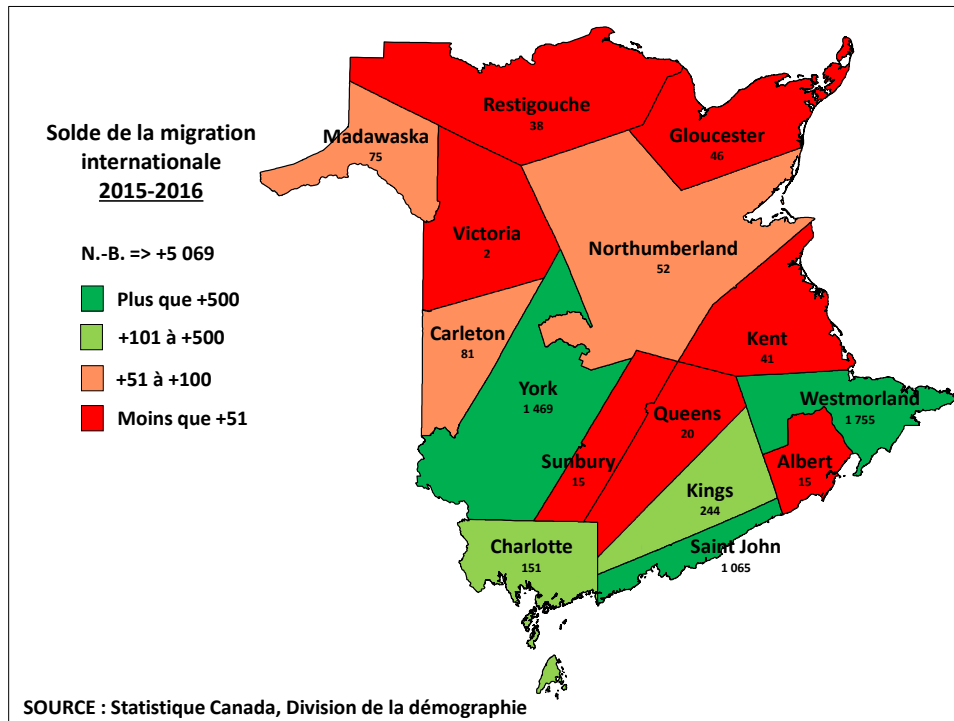 Solde de la migration
internationale
2015-2016
N.-B. => +5 069
Plus que +500
+101 à +500
+51 à +100
Moins que +51
Restigouche
38
Gloucester
46
Madawaska
75
Victoria
2
Northumberland
52
Carleton
81
Kent
41
York
1 469
Westmorland
1 755
Queens
20
Sunbury
15
Albert
15
Kings
244
Charlotte
151
Saint John
1 065
SOURCE : Statistique Canada, Division de la démographie